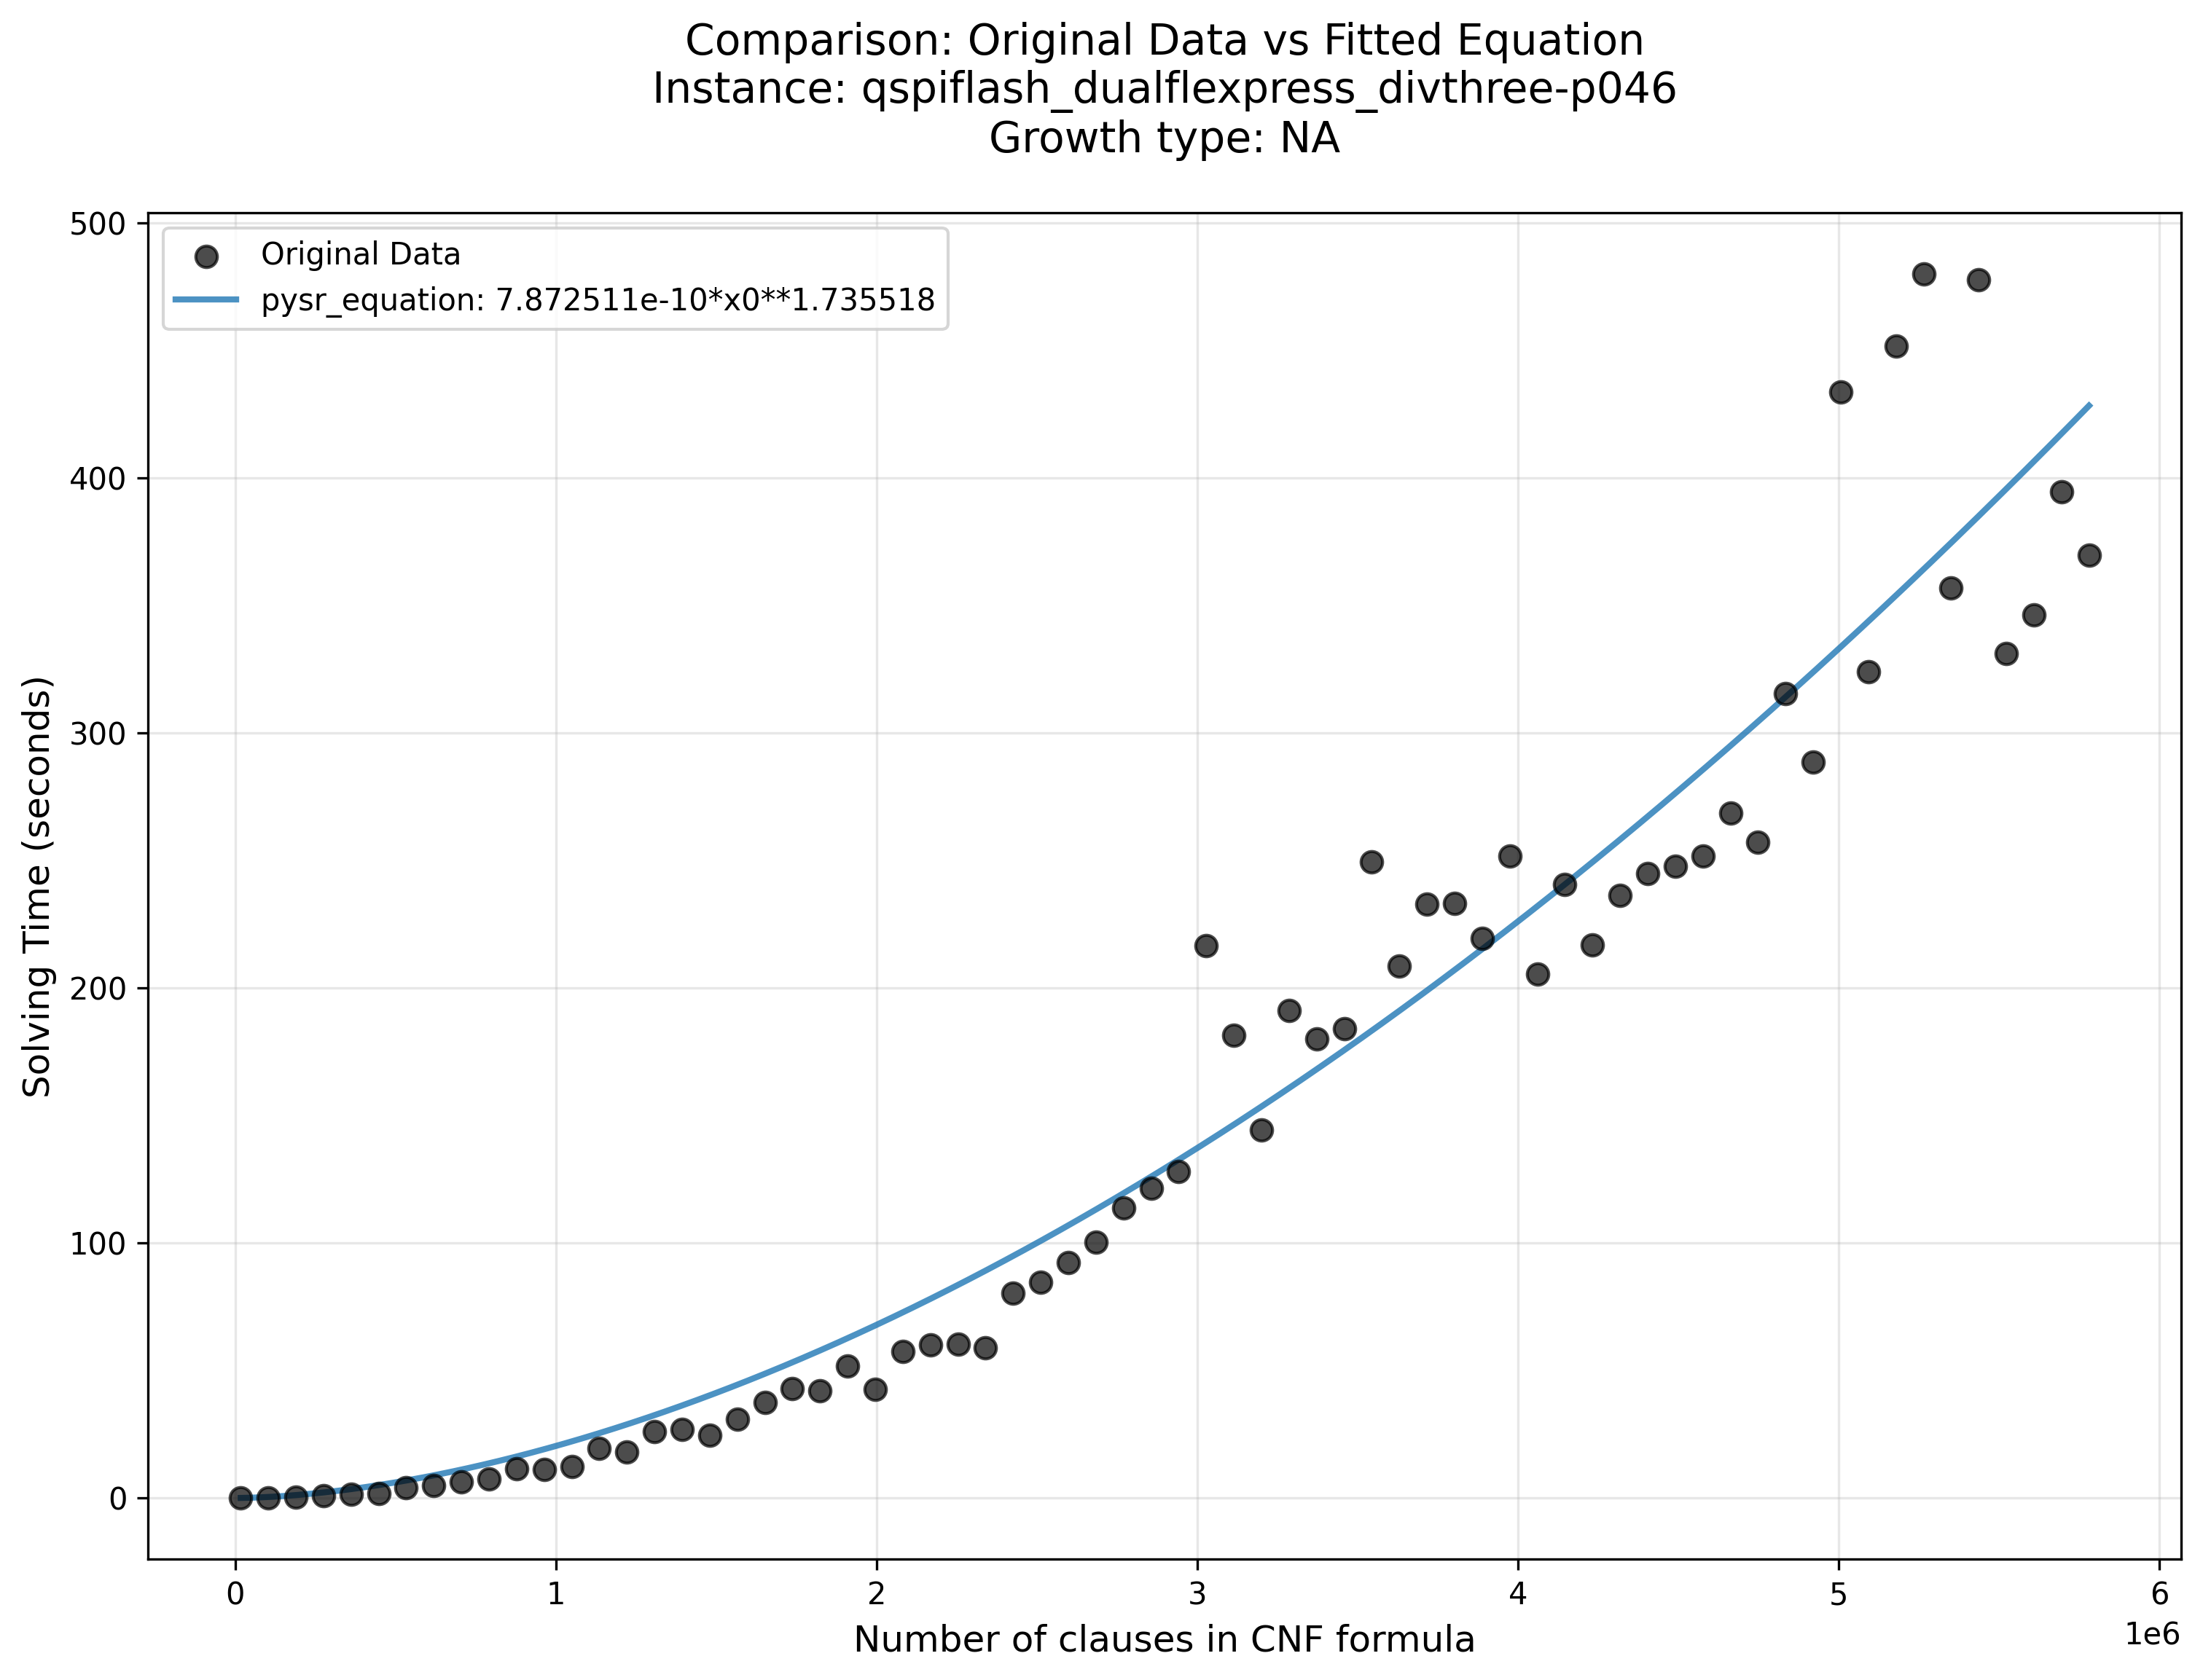 Comparison: Original Data vs Fitted Equation
Instance: qspiflash_dualflexpress_divthree-p046
Growth type: NA
Original Data
pysr_equation: 7.872511e-10*x0**1.735518
Solving Time (seconds)
500
400
300
200
100
0
0 1 2 3 4 5 6
1e6
Number of clauses in CNF formula